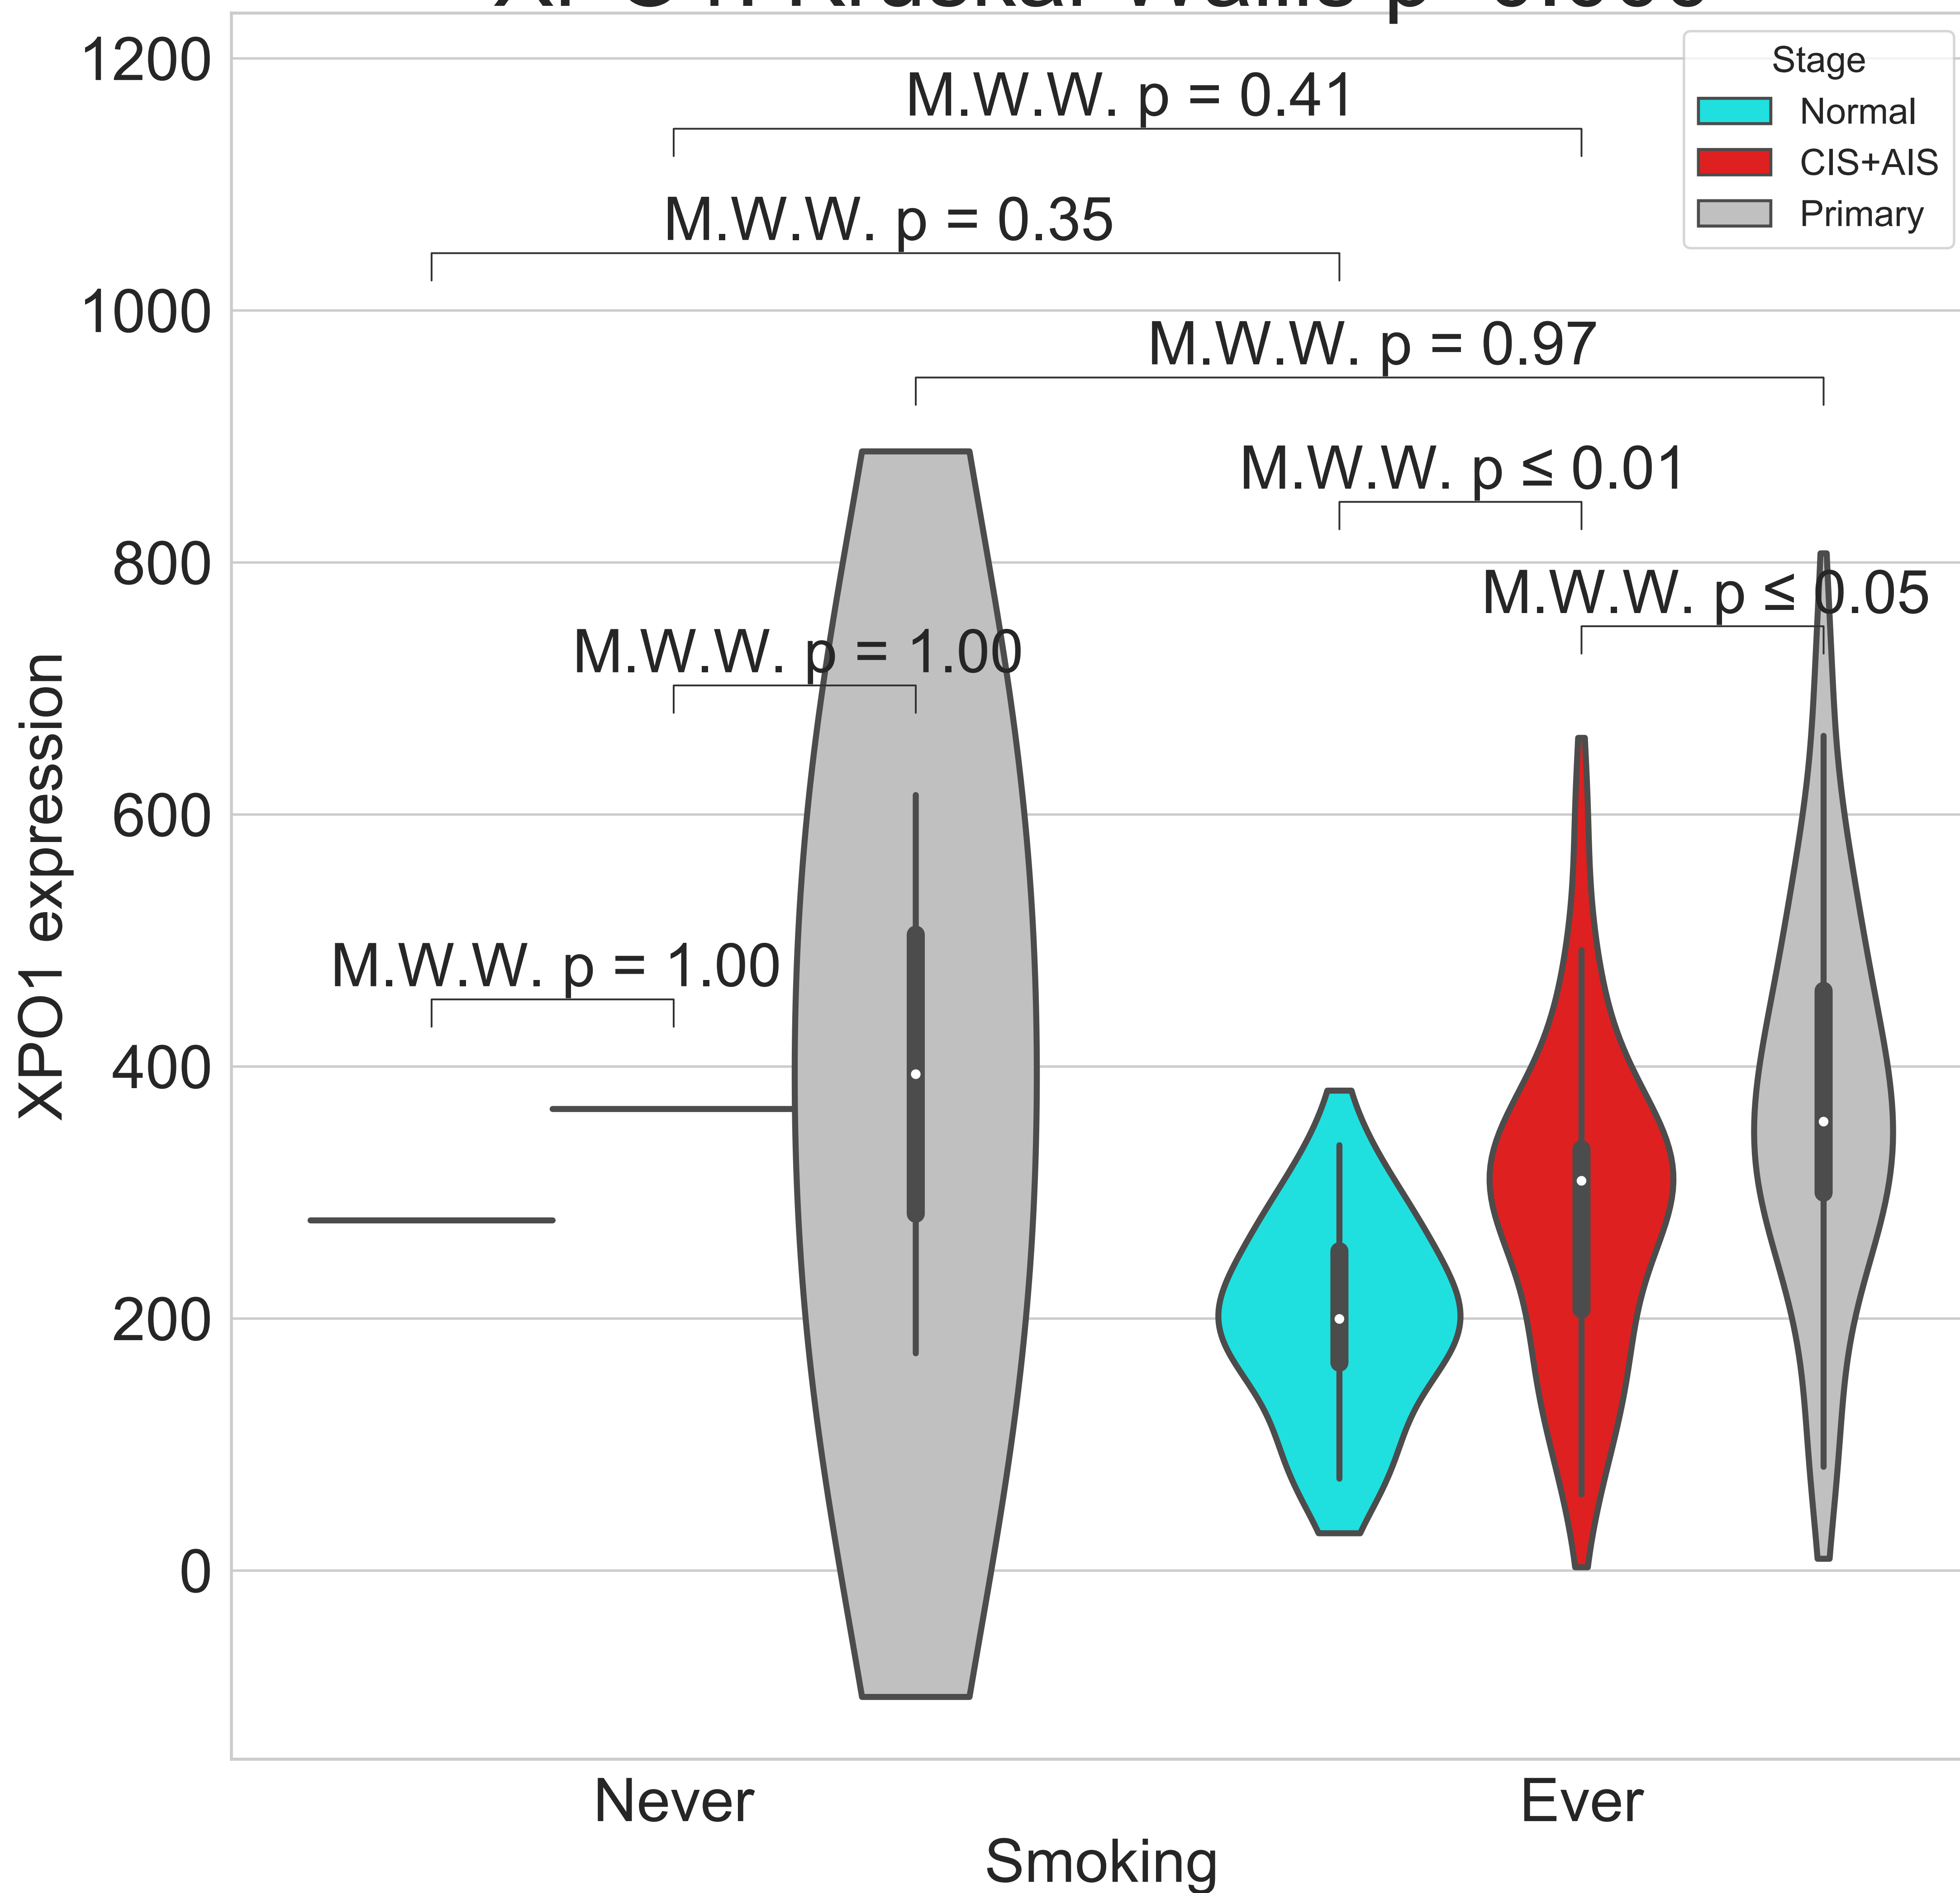 1200
1000
800
600
400
200
0
XPO1 expression
M.W.W. p = 0.41
M.W.W. p = 0.35
M.W.W. p = 0.97
M.W.W. p ≤ 0.01
M.W.W. p ≤ 0.05
M.W.W. p = 1.00
M.W.W. p = 1.00
Stage
Normal
CIS+AIS
Primary
Never
Ever
Smoking